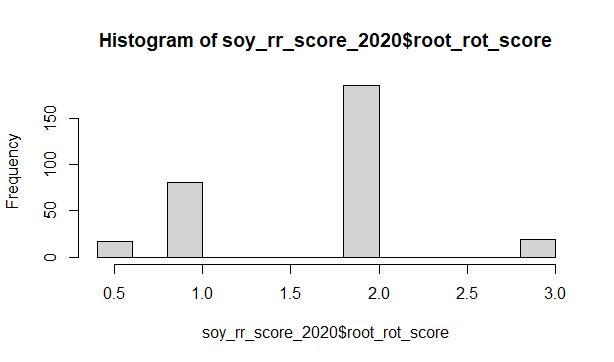 Histogram of soy_rr_score_2020$root_rot_score
Frequency
150
100
50
0
0.5 1.0 1.5 2.0 2.5 3.0
soy_rr_score_2020$root_rot_score